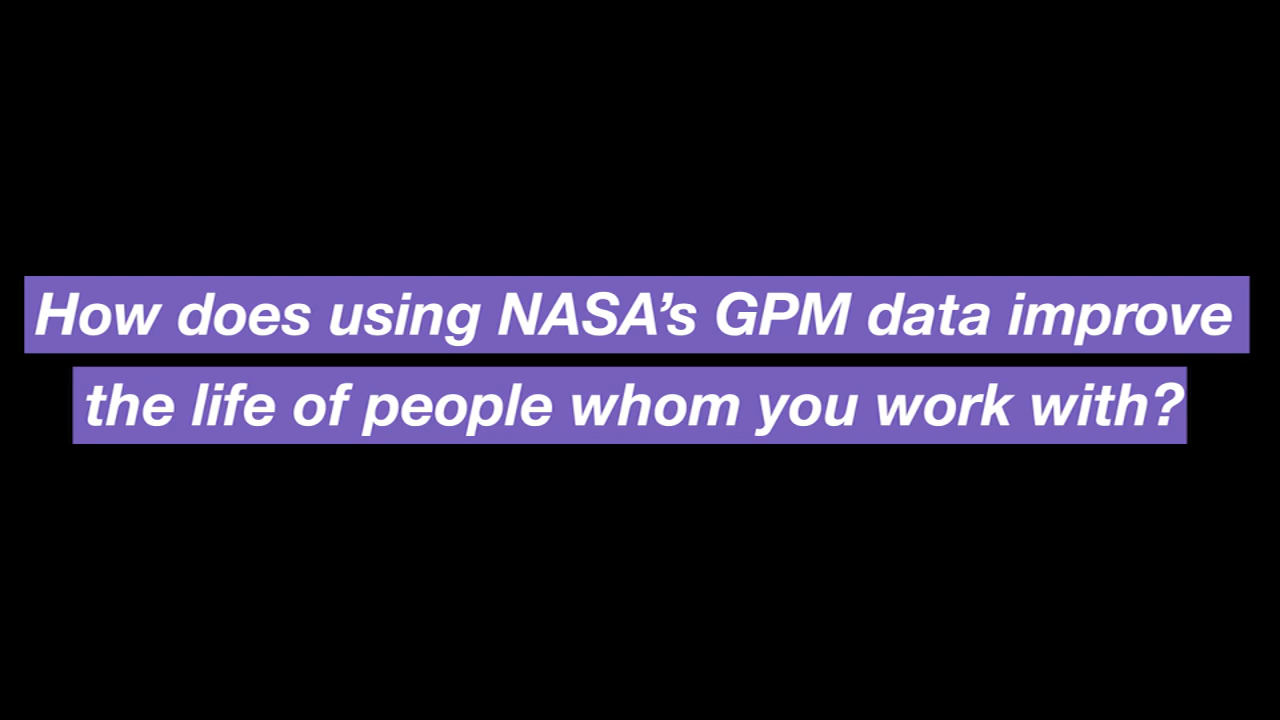 How does using NASA’s GPM data improve
the life of people whom you work with?